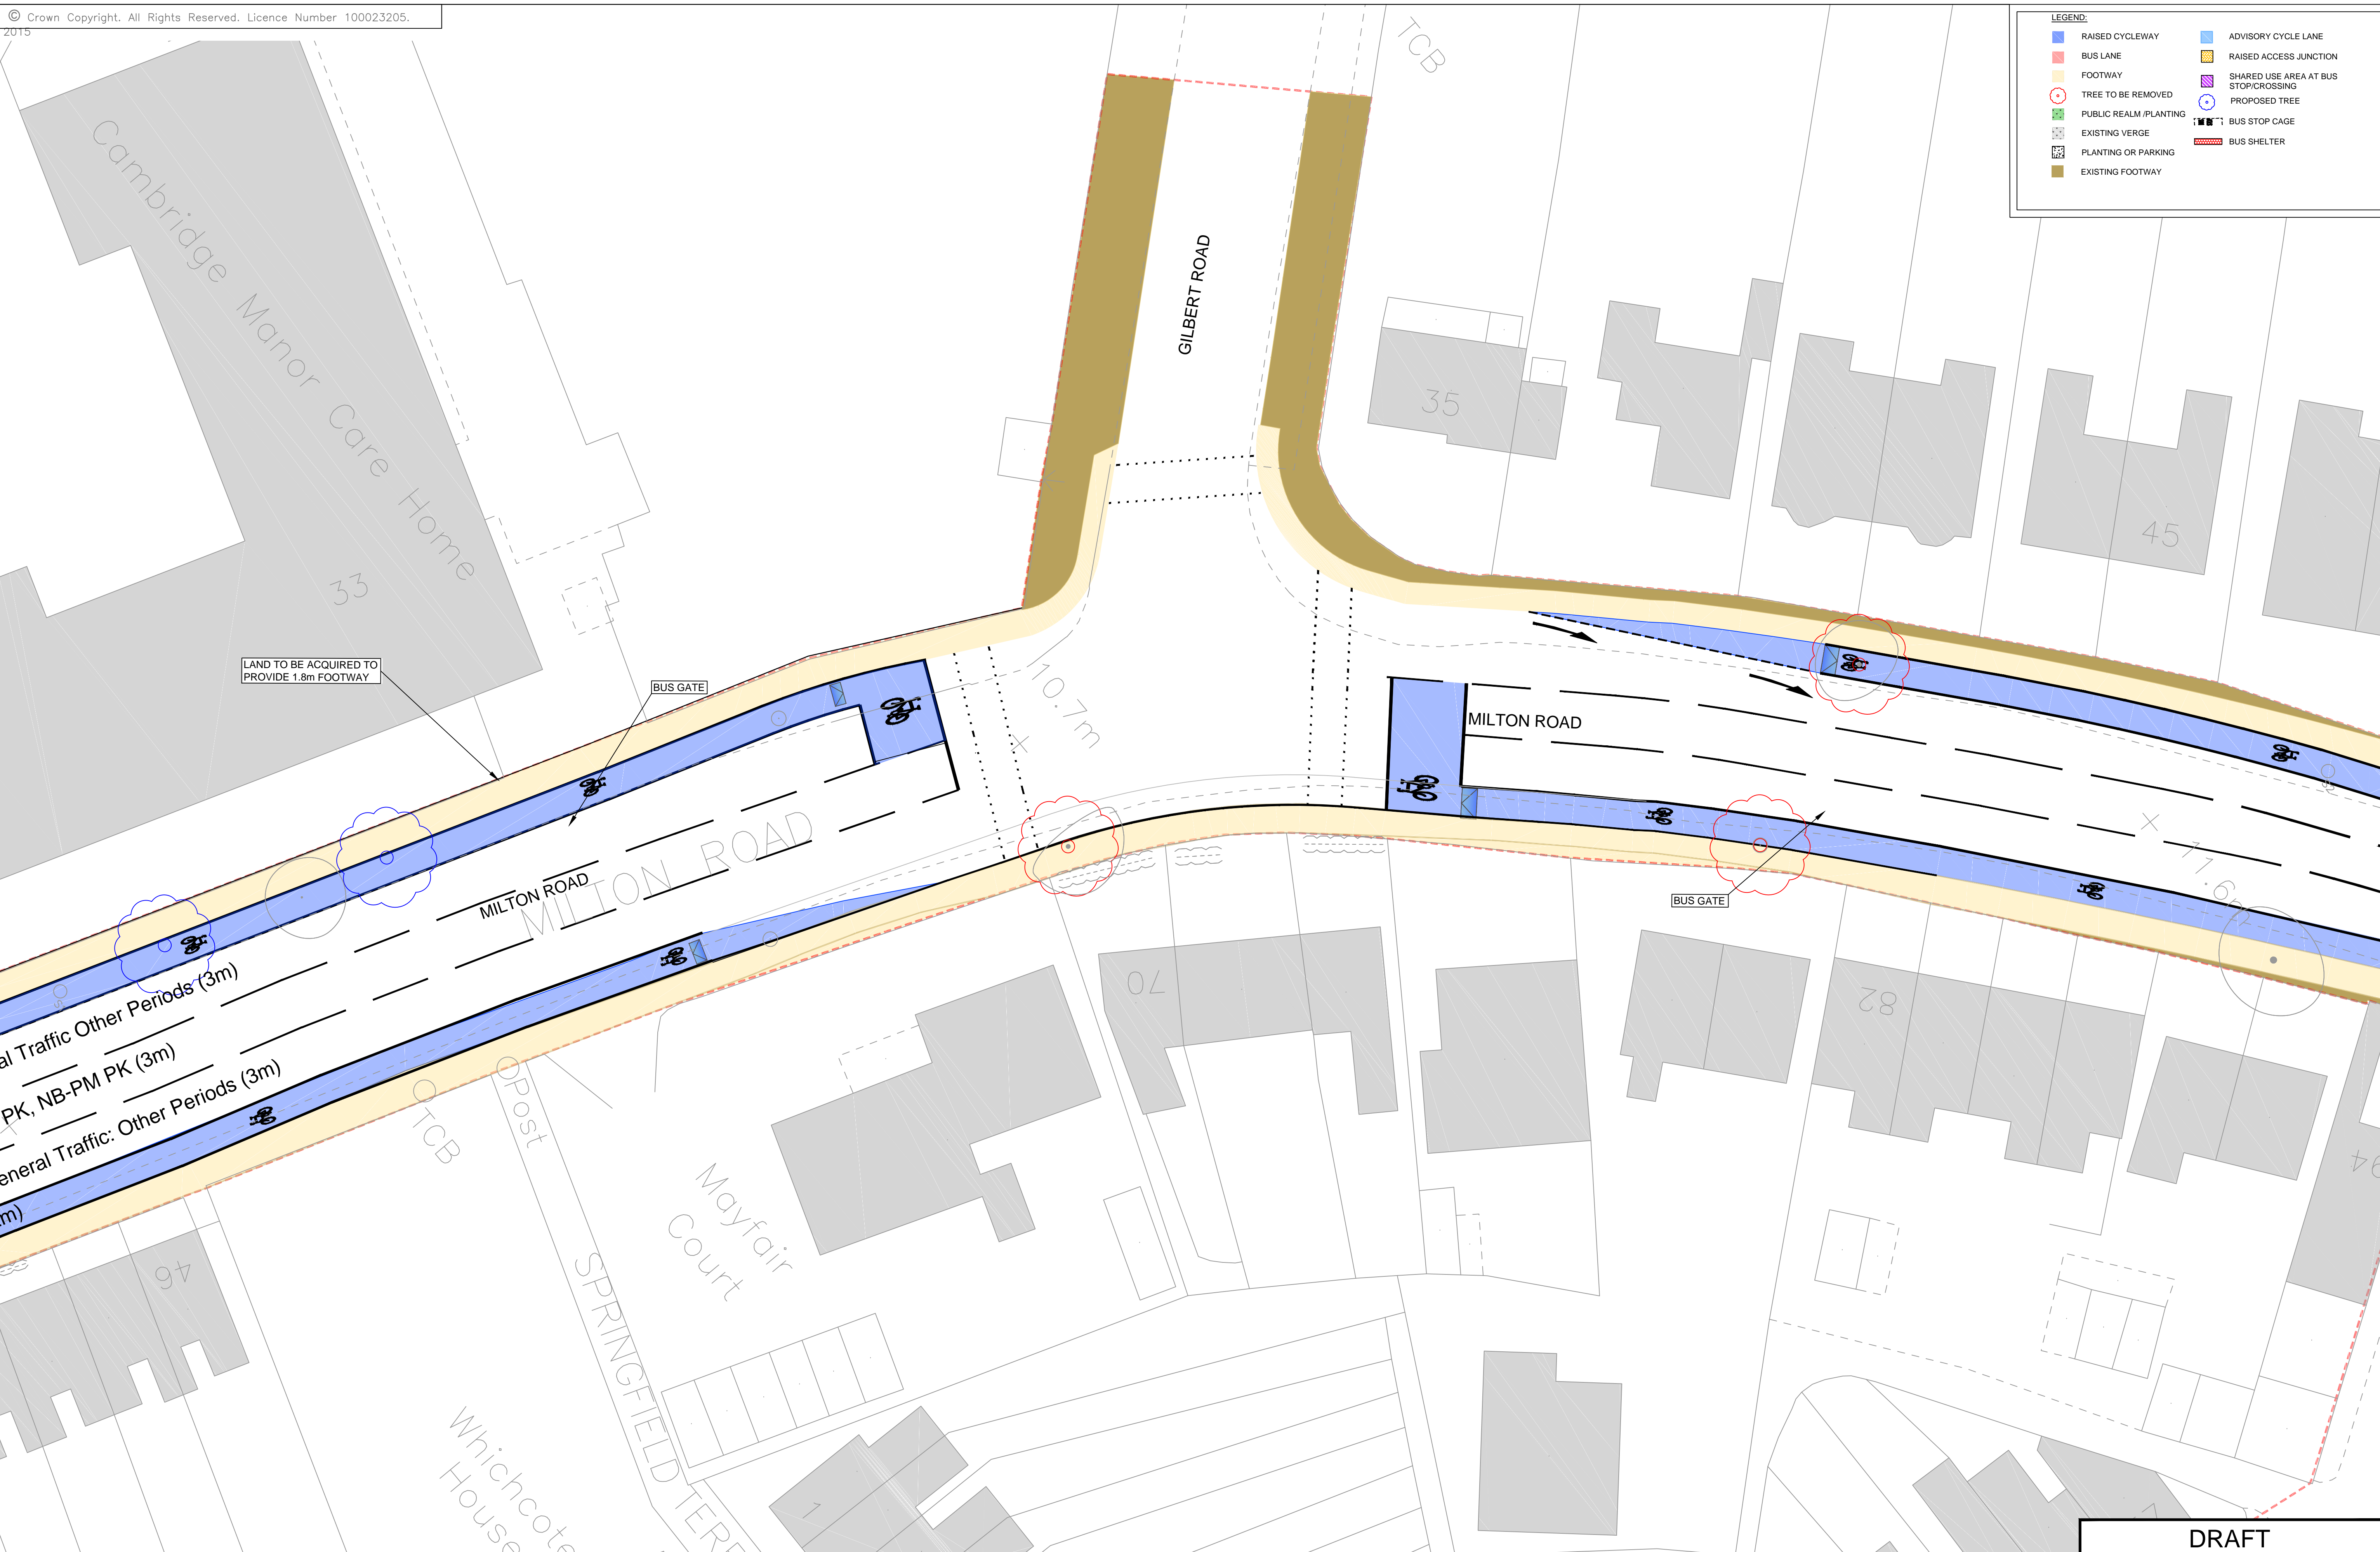 © Crown Copyright. All Rights Reserved. Licence Number 100023205.
2015
LEGEND:
RAISED CYCLEWAY
BUS LANE
FOOTWAY
TREE TO BE REMOVED
PUBLIC REALM /PLANTING
EXISTING VERGE
PLANTING OR PARKING
EXISTING FOOTWAY
ADVISORY CYCLE LANE
RAISED ACCESS JUNCTION
SHARED USE AREA AT BUS
STOP/CROSSING
PROPOSED TREE
BUS STOP CAGE
BUS SHELTER
TCB
Cambridge Manor Care Home
33
GILBERT ROAD
35
45
LAND TO BE ACQUIRED TO
PROVIDE 1.8m FOOTWAY
BUS GATE
10.7m
MILTON ROAD
MILTON ROAD
MILTON ROAD
BUS GATE
11.6m
al Traffic Other Periods (3m)
PK, NB-PM PK (3m)
eneral Traffic: Other Periods (3m)
m)
70
82
94
46
TCB
Post
Mayfair
Court
SPRINGFIELD TERR
Whichcote
House
1
DRAFT